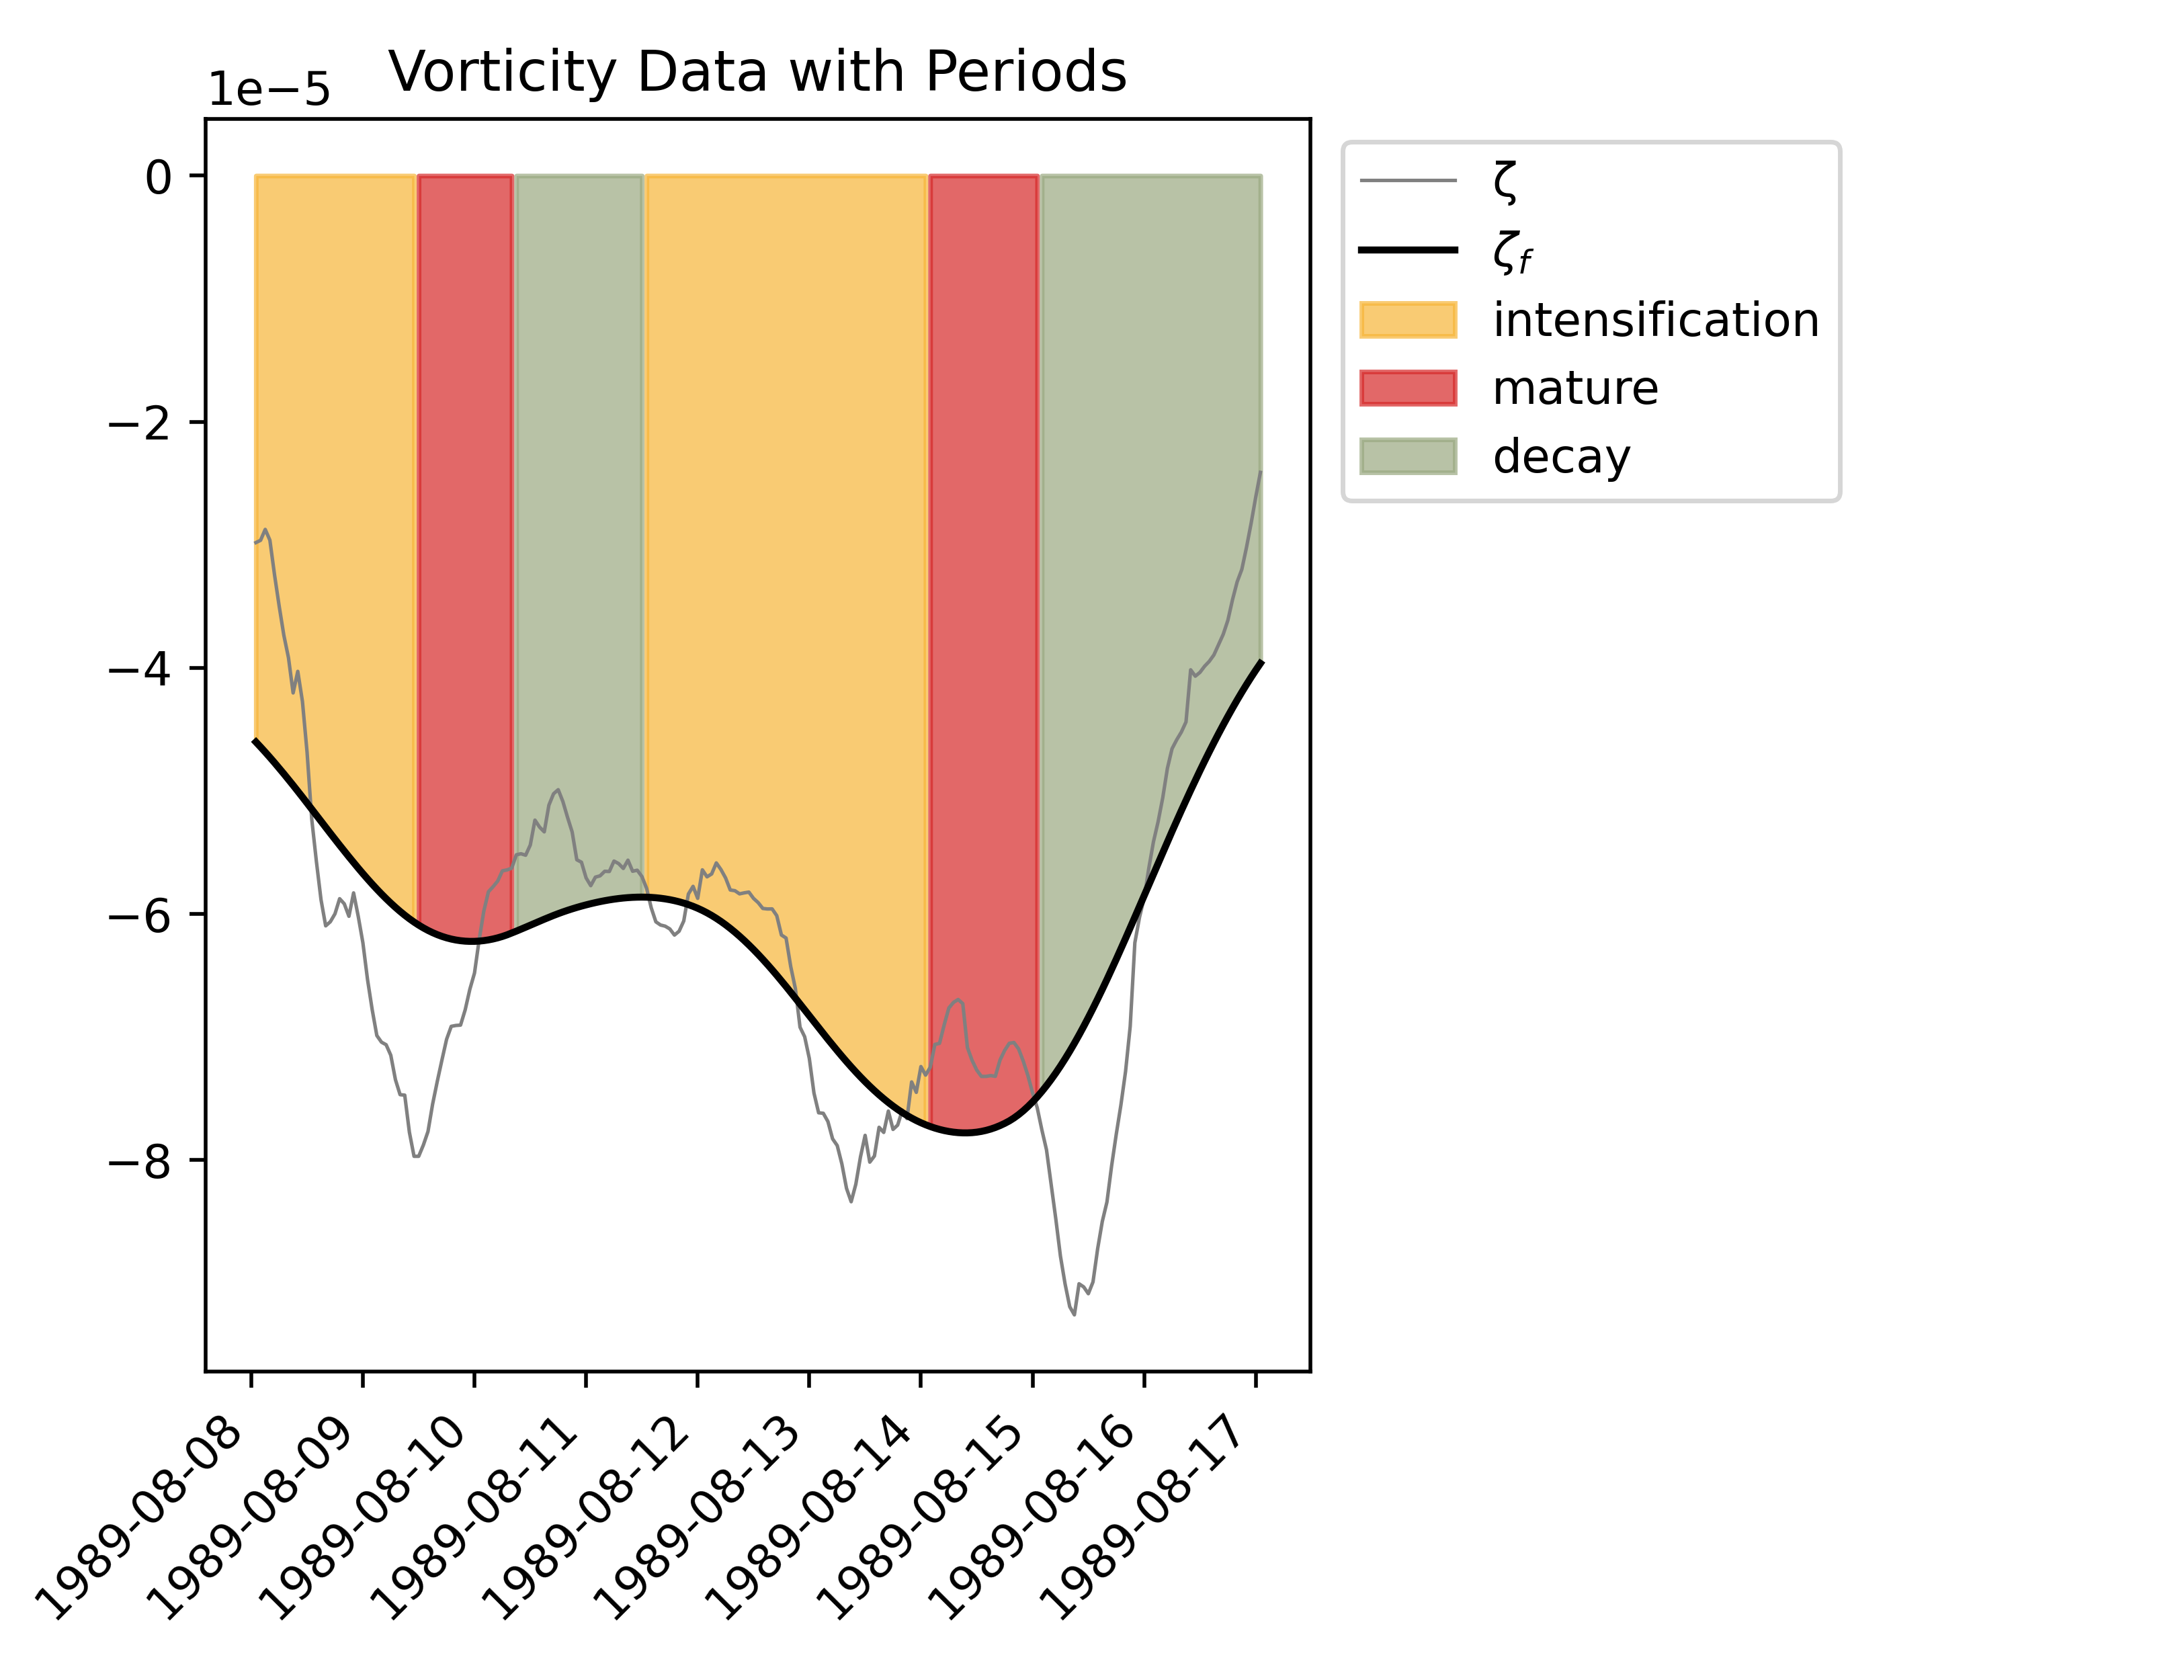 Vorticity Data with Periods
1e−5
0
−2
−4
−6
−8
1989-08-08
1989-08-09
1989-08-10
1989-08-11
1989-08-12
1989-08-13
1989-08-14
1989-08-15
1989-08-16
1989-08-17
ζ
ζf
intensification
mature
decay